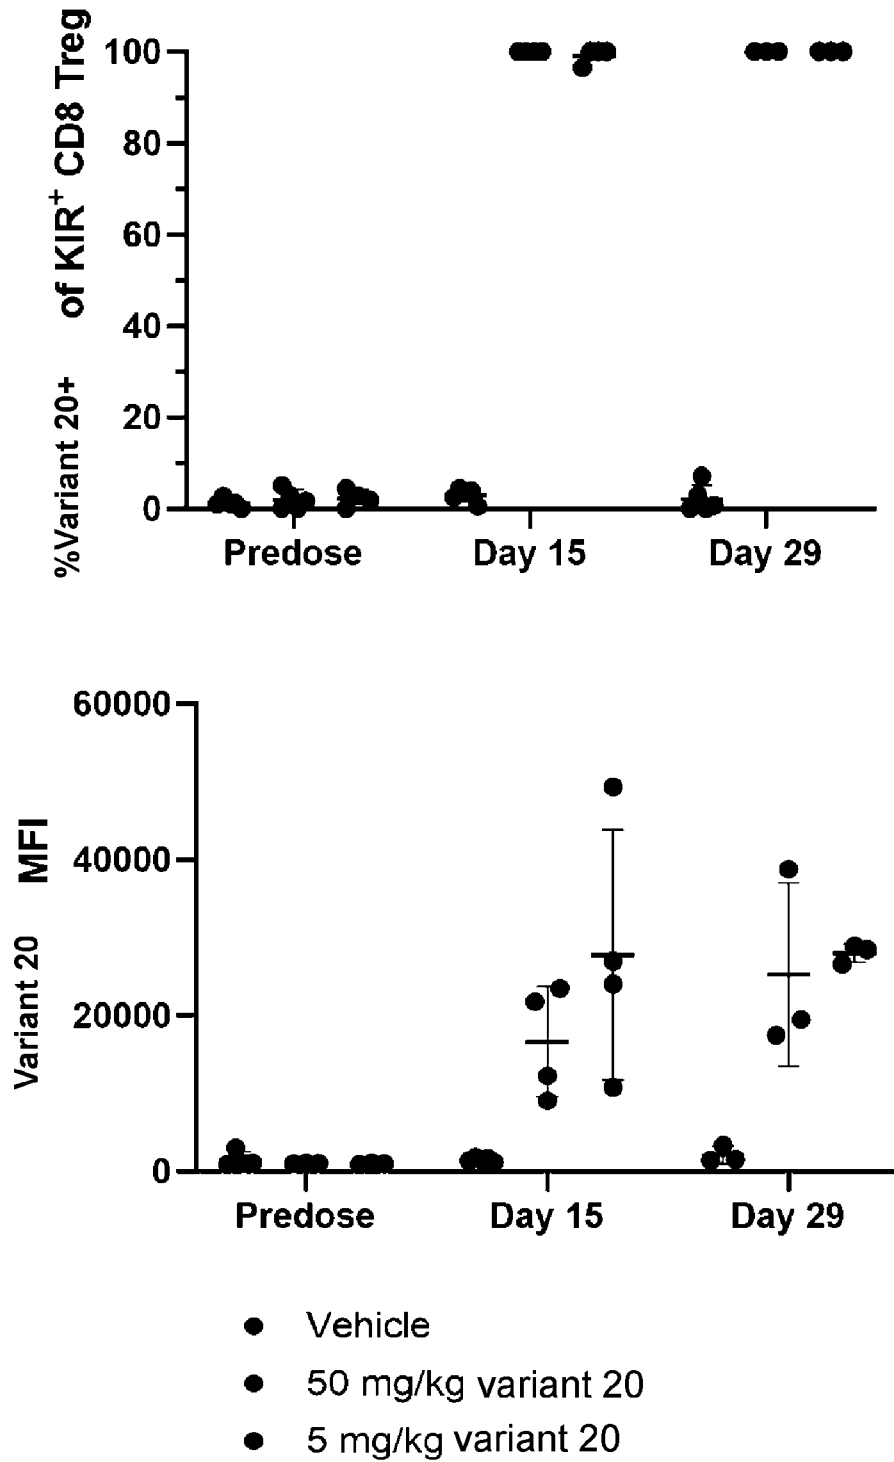 %Variant 20+ of KIR+ CD8 Treg
100
80
60
40
20
0
Predose Day 15 Day 29
Variant 20 MFI
60000
40000
20000
0
Predose Day 15 Day 29
Vehicle
50 mg/kg variant 20
5 mg/kg variant 20